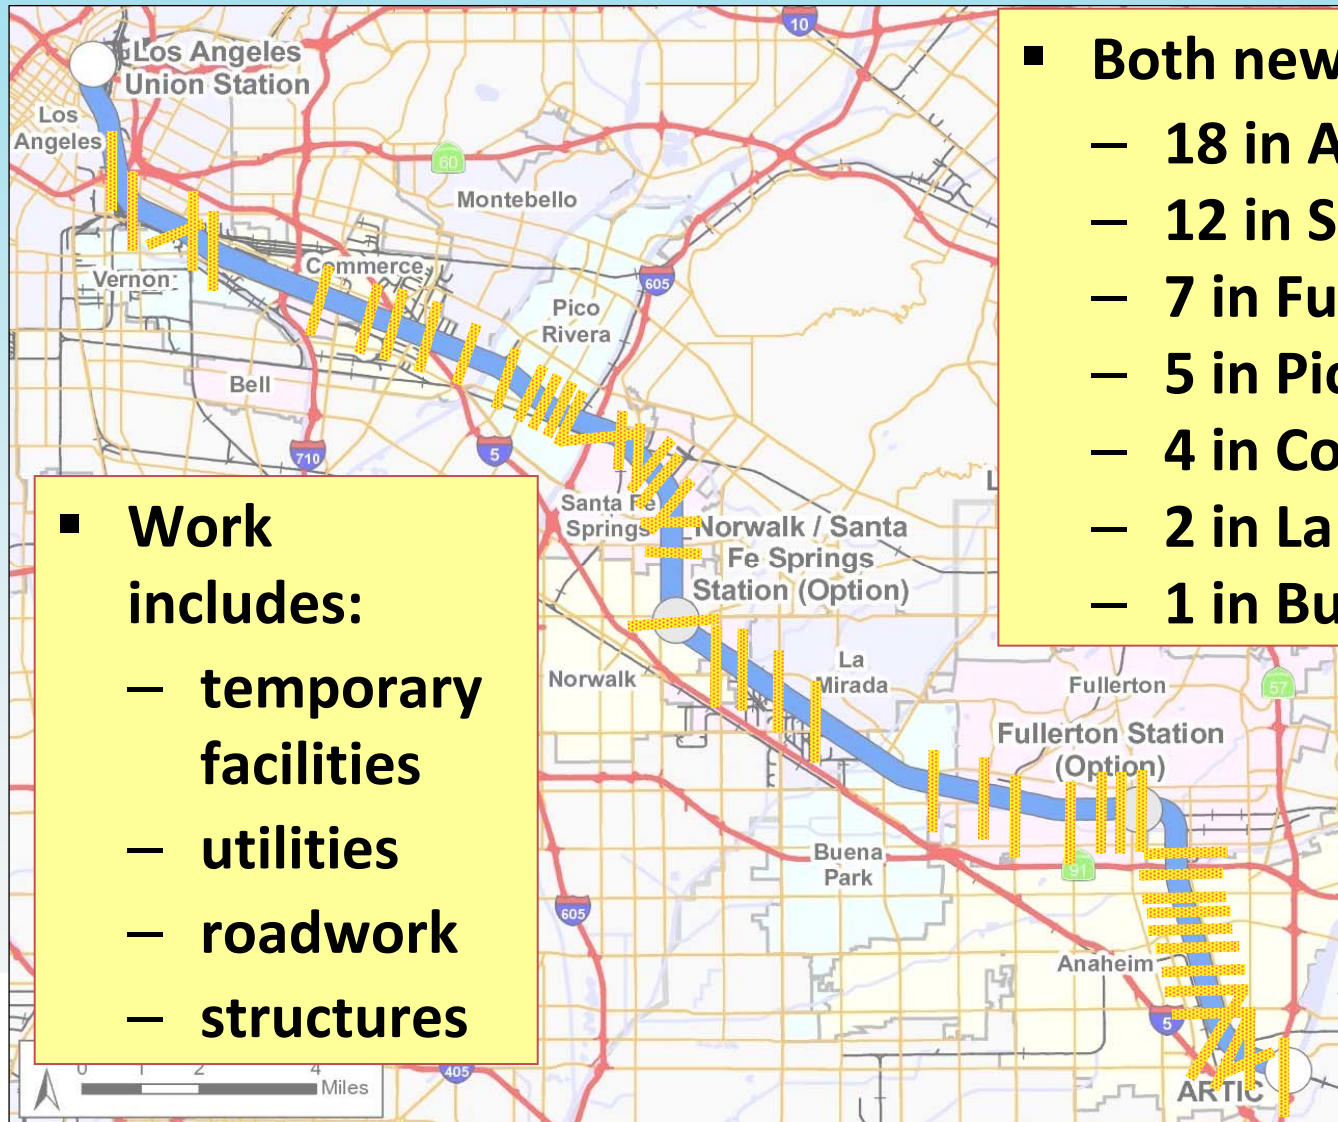 Los Angeles
Union Station
Los
Angeles
10
60
Montebello
Vernon
Commerce
605
Pico
Rivera
Bell
710
5
Santa Fe
Springs
Norwalk / Santa
Fe Springs
Station (Option)
Norwalk
La
Mirada
Fullerton
57
Fullerton Station
(Option)
Buena
Park
91
605
Anaheim
5
ARTIC
405
0 1 2 4
Miles
▪ Both new
– 18 in A
– 12 in S
– 7 in Fu
– 5 in Pic
– 4 in Co
– 2 in La
– 1 in Bu
▪ Work
includes:
– temporary
facilities
– utilities
– roadwork
– structures